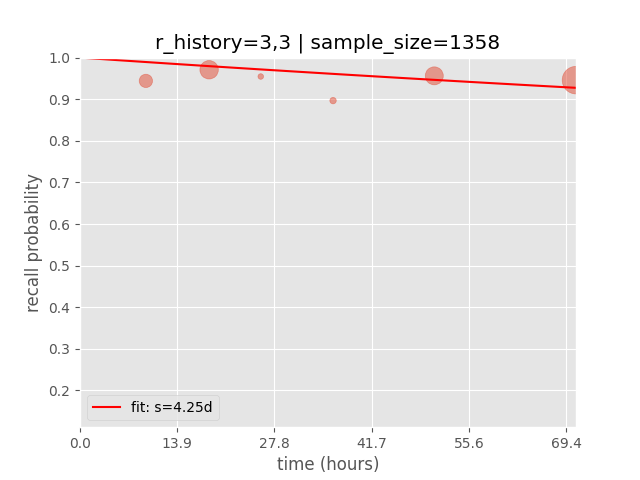 r_history=3,3 | sample_size=1358
1.0
0.9
0.8
0.7
0.6
0.5
0.4
0.3
0.2
recall probability
fit: s=4.25d
0.0 13.9 27.8 41.7 55.6 69.4
time (hours)